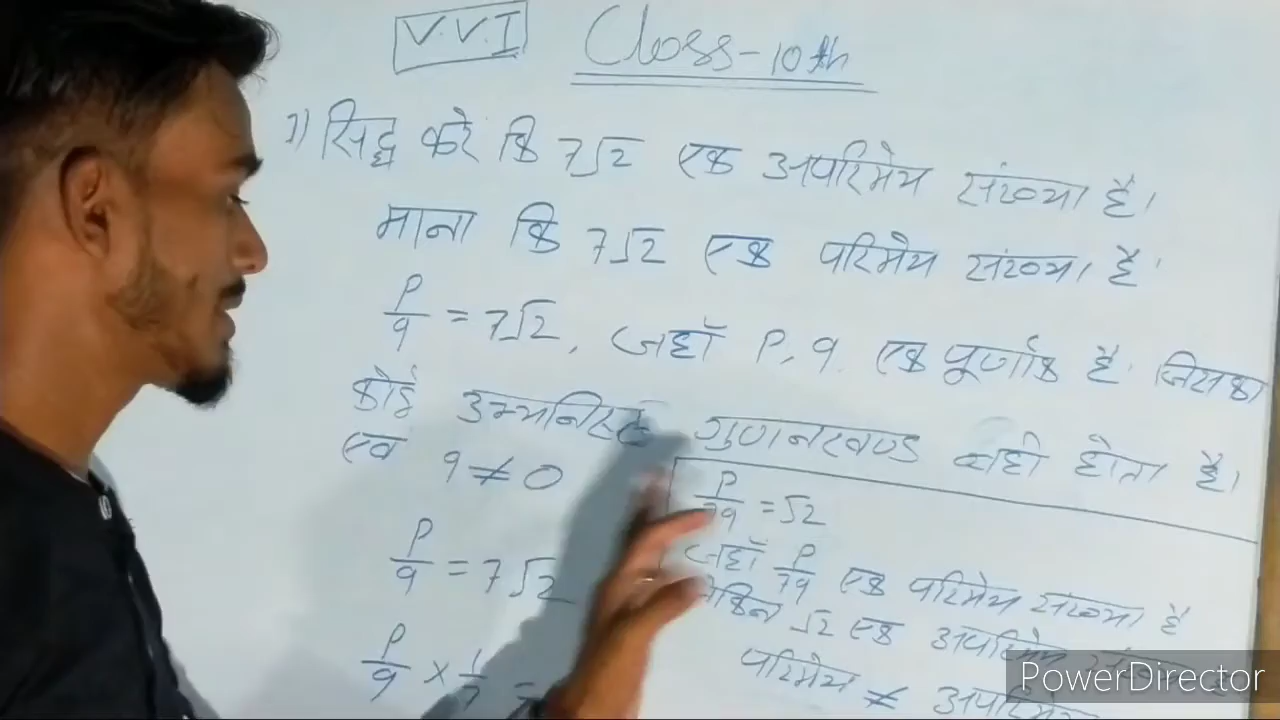 V.V.I
Class-10th
1) सिद्ध करे कि 7√2 एक अपरिमेय संख्या है।
माना कि 7√2 एक परिमेय संख्या है।
P/q = 7√2, जहाँ P, q एक पूर्णांक है जिसका
कोई उभयनिष्ठ गुणनखण्ड नही होता है।
एवं q ≠ 0
P/q = 7√2
P/q × 1/7 =
P/7q = √2
जहाँ P/7q एक परिमेय संख्या है
लेकिन √2 एक अपरिमेय संख्या है
परिमेय ≠ अपरिमेय
PowerDirector